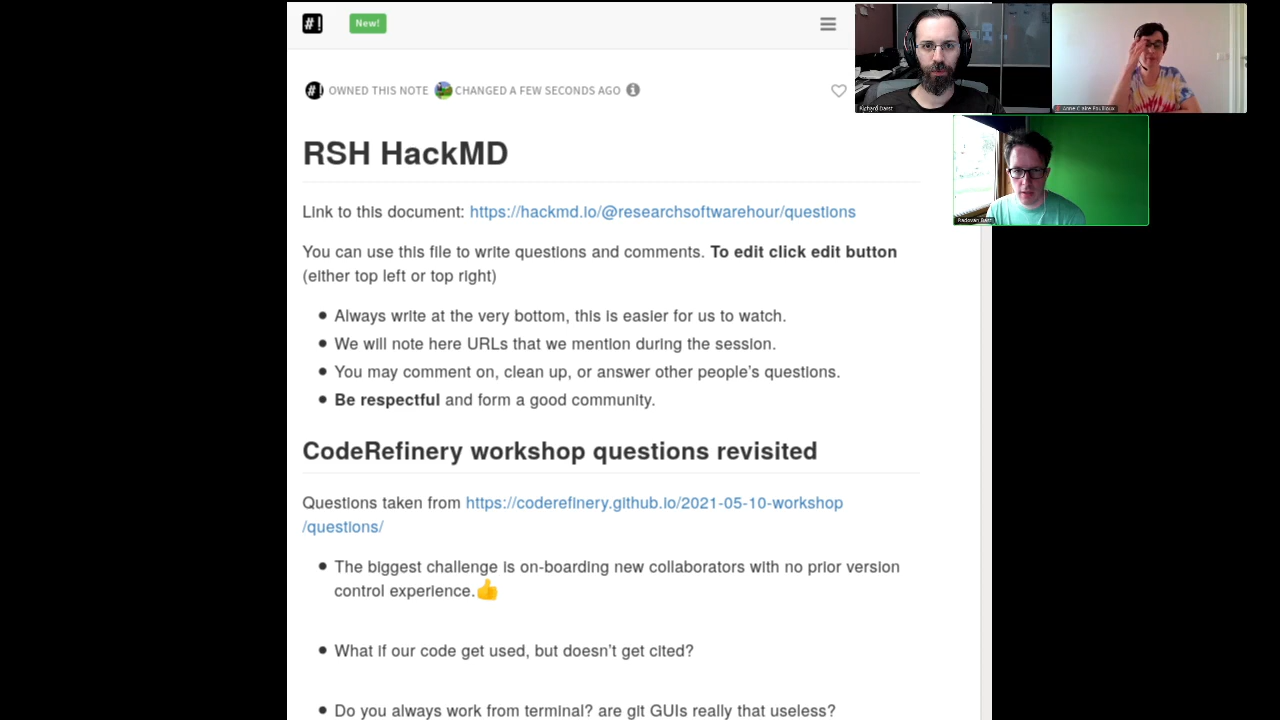 #! New!
OWNED THIS NOTE CHANGED A FEW SECONDS AGO
RSH HackMD
Link to this document: https://hackmd.io/@researchsoftwarehour/questions
You can use this file to write questions and comments. To edit click edit button
(either top left or top right)
Always write at the very bottom, this is easier for us to watch.
We will note here URLs that we mention during the session.
You may comment on, clean up, or answer other people's questions.
Be respectful and form a good community.
CodeRefinery workshop questions revisited
Questions taken from https://coderefinery.github.io/2021-05-10-workshop
/questions/
The biggest challenge is on-boarding new collaborators with no prior version
control experience.👍
What if our code get used, but doesn't get cited?
Do you always work from terminal? are git GUIs really that useless?
Richard Darst
Anne Claire Fouilloux
Radovan Bast